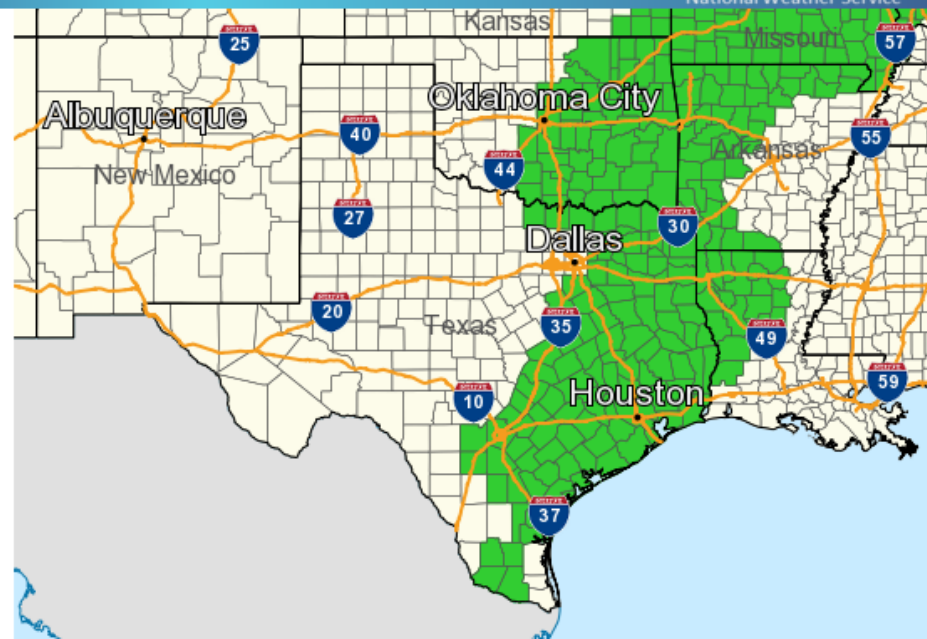 National Weather Service
Kansas
Missouri
25
57
Oklahoma City
Albuquerque
40
55
Arkansas
44
New Mexico
27
30
Dallas
20
Texas
35
49
59
10
Houston
37